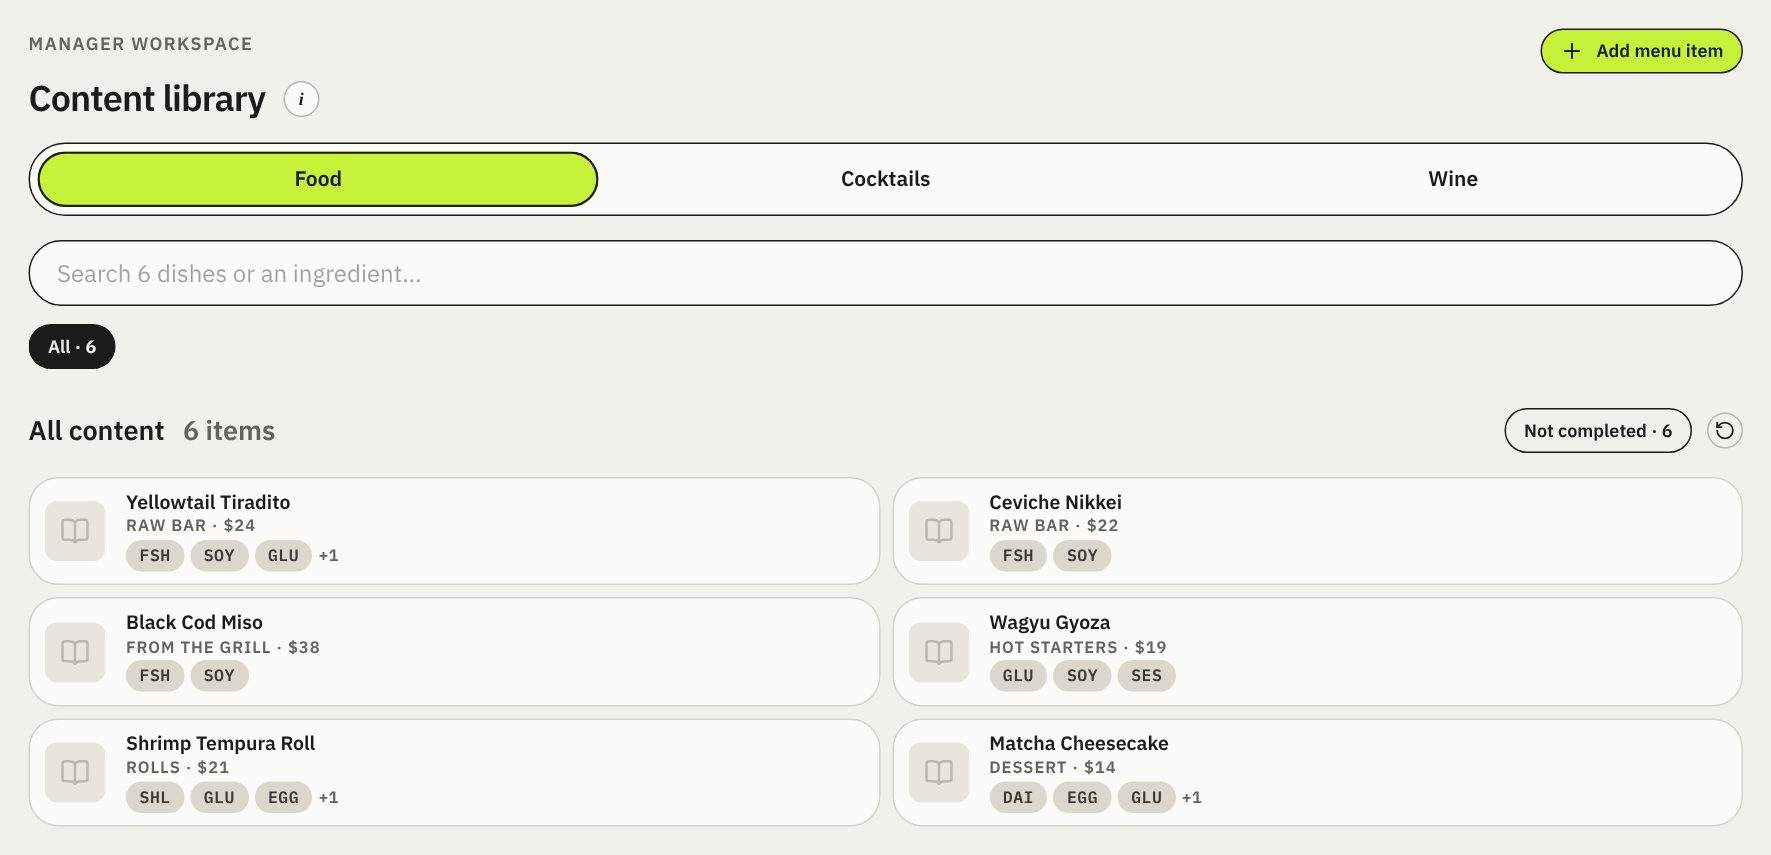 MANAGER WORKSPACE
Add menu item
Content library i
Food Cocktails Wine
Search 6 dishes or an ingredient...
All · 6
All content 6 items
Not completed · 6
Yellowtail Tiradito
RAW BAR · $24
FSH SOY GLU +1
Ceviche Nikkei
RAW BAR · $22
FSH SOY
Black Cod Miso
FROM THE GRILL · $38
FSH SOY
Wagyu Gyoza
HOT STARTERS · $19
GLU SOY SES
Shrimp Tempura Roll
ROLLS · $21
SHL GLU EGG +1
Matcha Cheesecake
DESSERT · $14
DAI EGG GLU +1